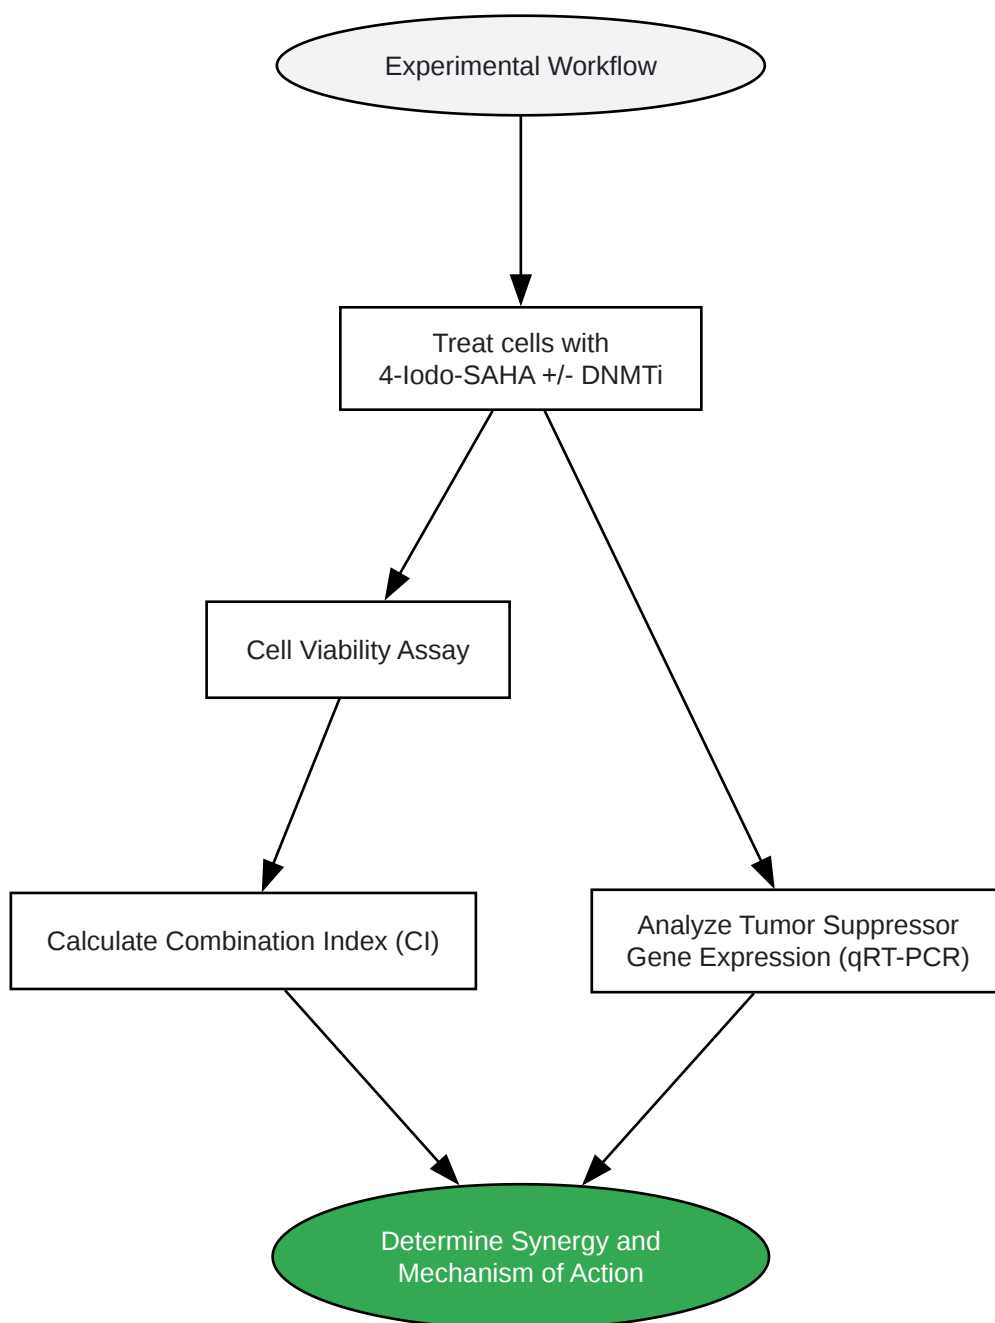 Experimental Workflow
Treat cells with
4-Iodo-SAHA +/- DNMTi
Cell Viability Assay
Calculate Combination Index (CI)
Analyze Tumor Suppressor
Gene Expression (qRT-PCR)
Determine Synergy and
Mechanism of Action